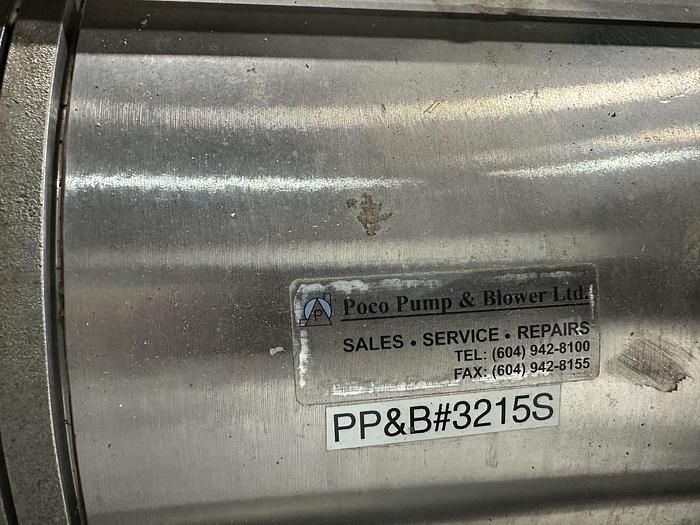 P
Poco Pump & Blower Ltd.
SALES • SERVICE • REPAIRS
TEL: (604) 942-8100
FAX: (604) 942-8155
PP&B#3215S